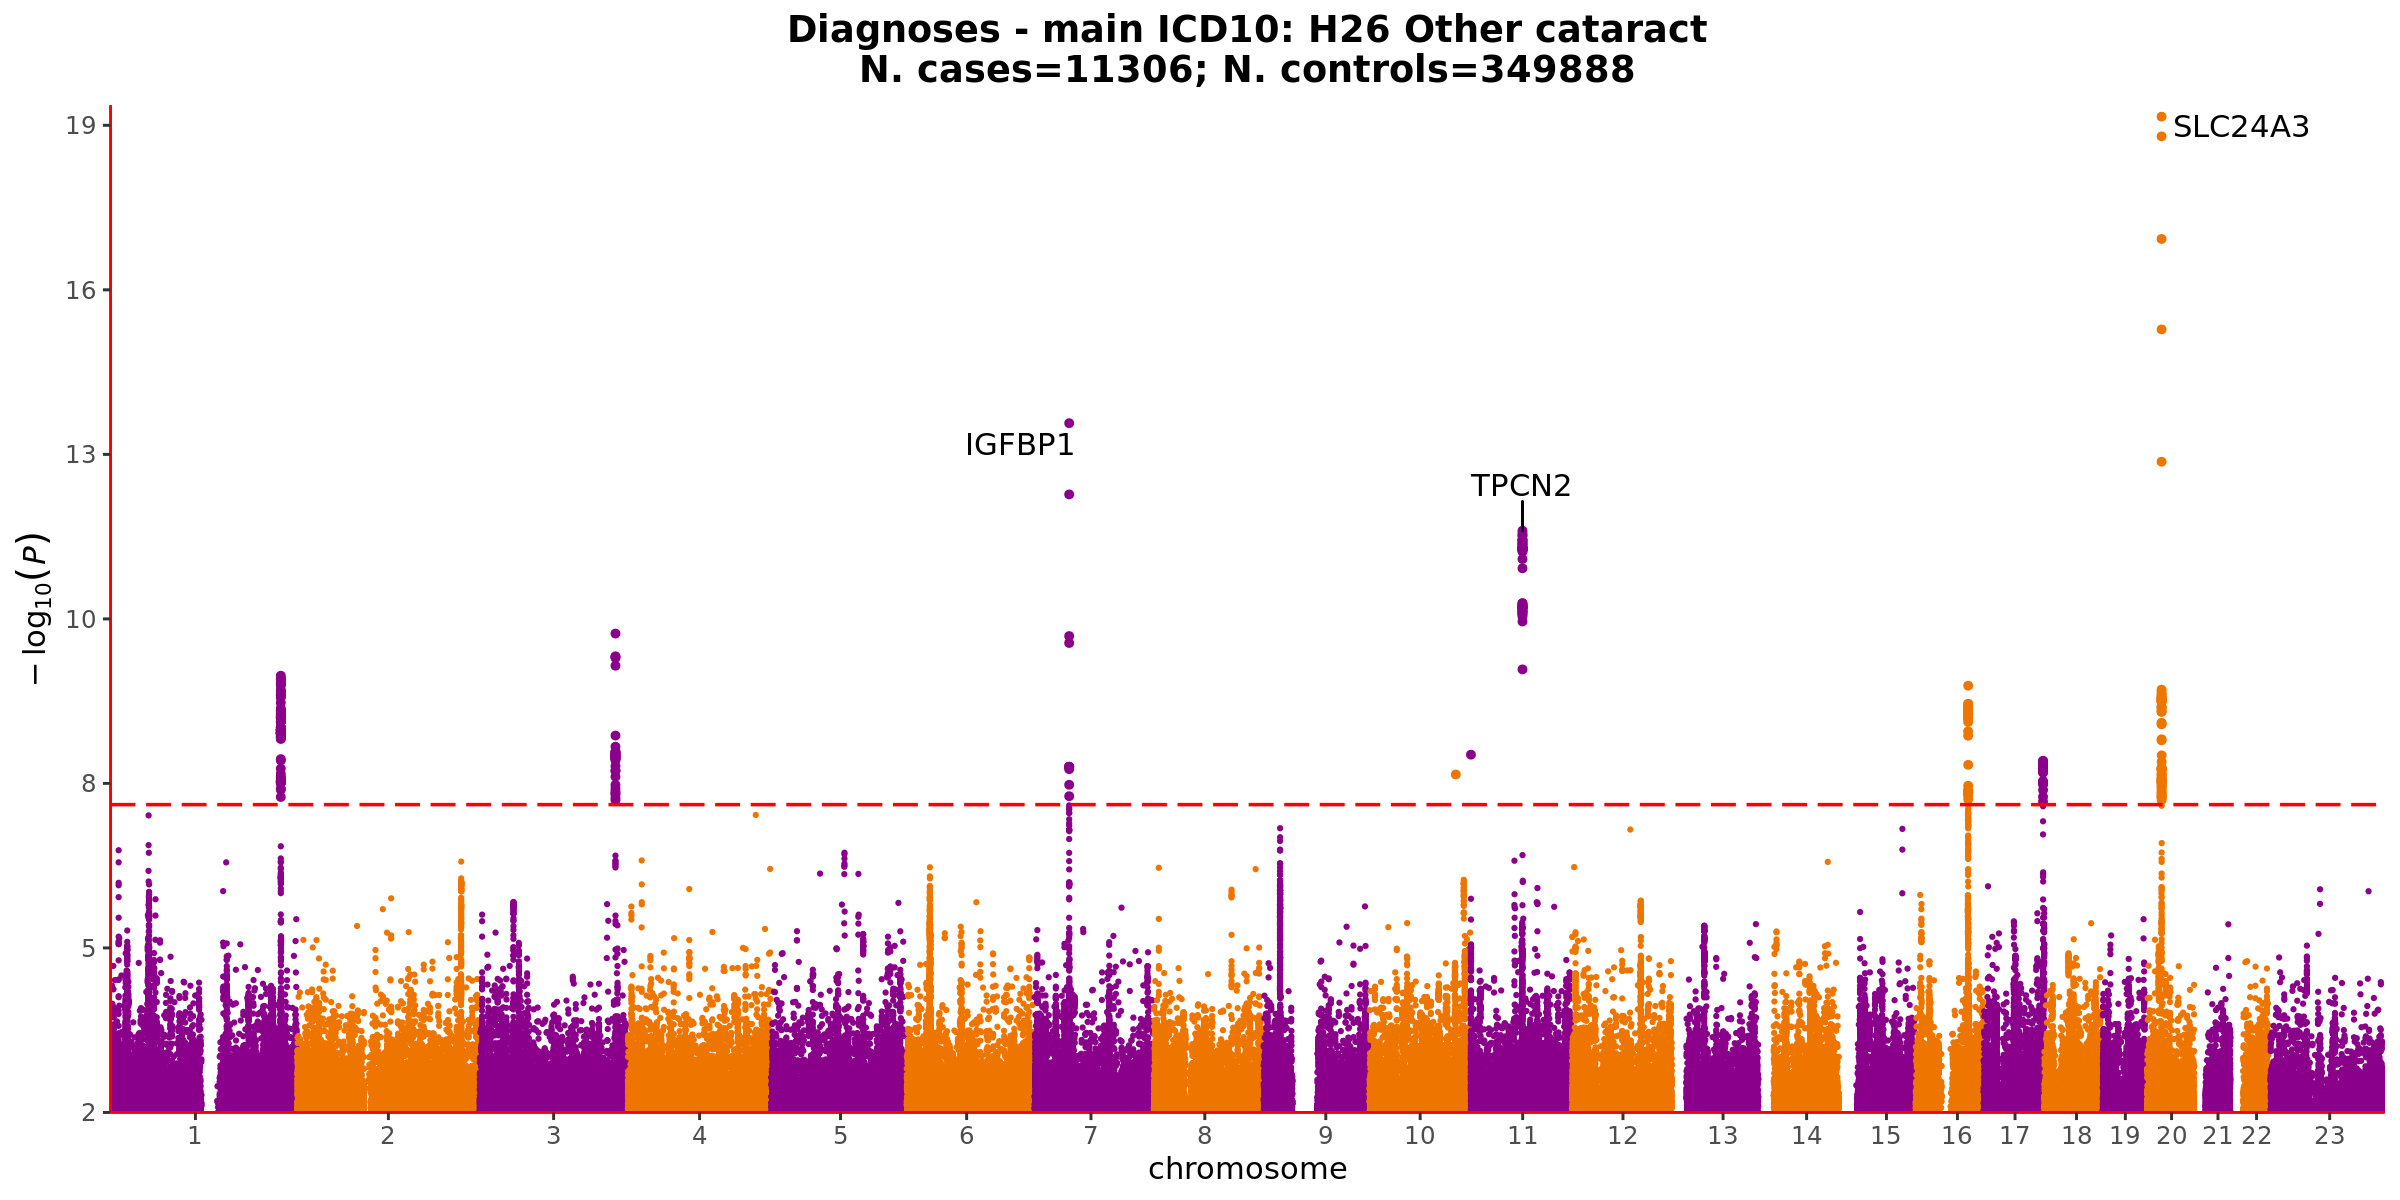 Diagnoses - main ICD10: H26 Other cataract
N. cases=11306; N. controls=349888
19
16
13
10
8
5
2
− log10(P)
SLC24A3
IGFBP1
TPCN2
1 2 3 4 5 6 7 8 9 10 11 12 13 14 15 16 17 18 19 20 21 22 23
chromosome